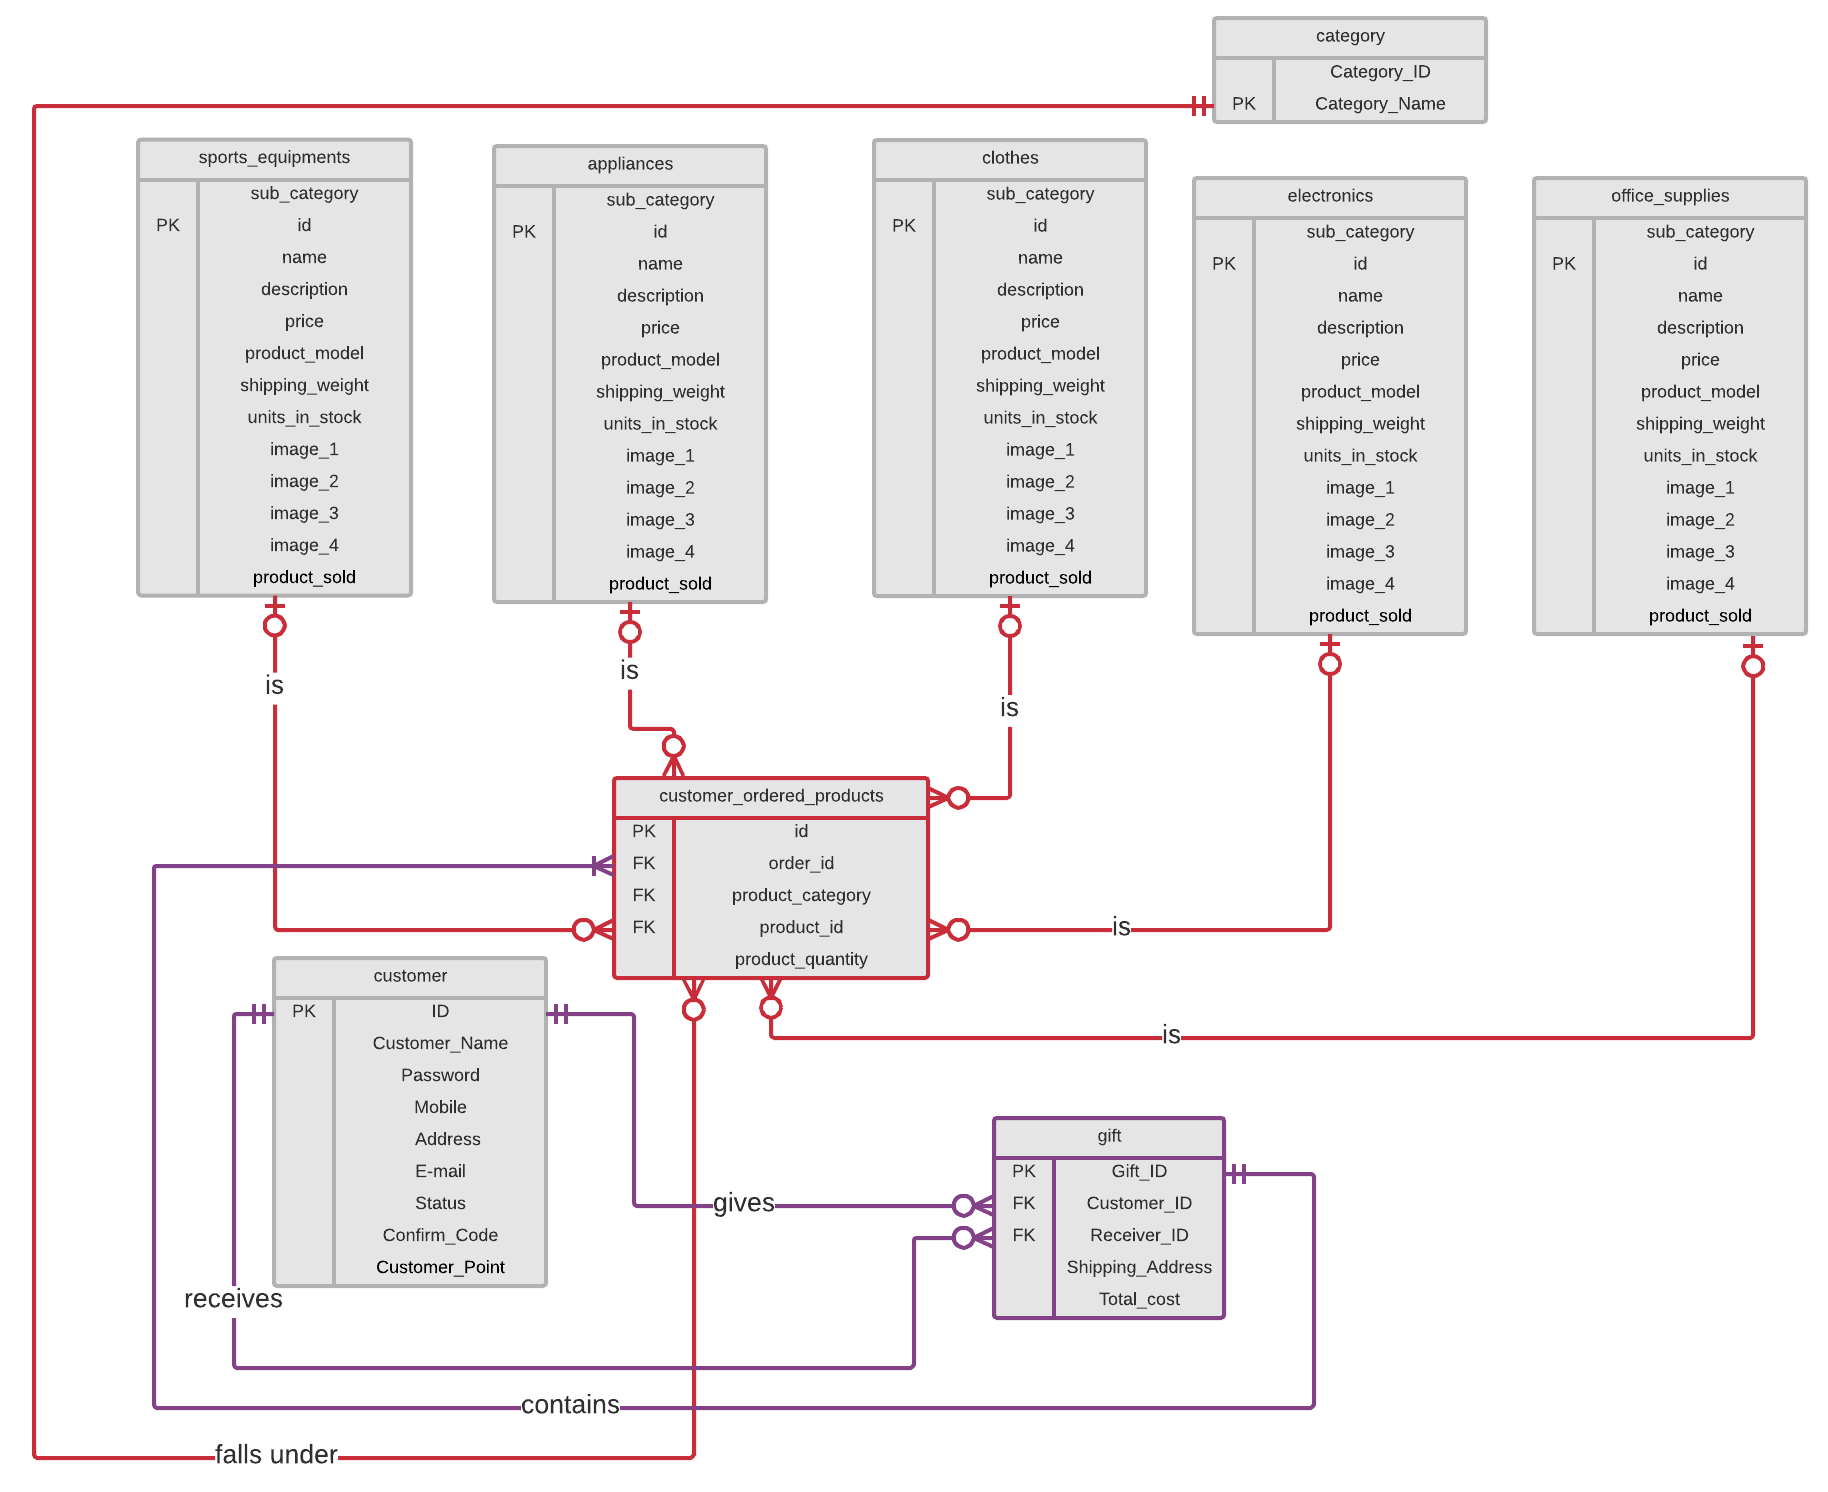 category
Category_ID
PK Category_Name
sports_equipments
sub_category
PK id
name
description
price
product_model
shipping_weight
units_in_stock
image_1
image_2
image_3
image_4
product_sold
appliances
sub_category
PK id
name
description
price
product_model
shipping_weight
units_in_stock
image_1
image_2
image_3
image_4
product_sold
clothes
sub_category
PK id
name
description
price
product_model
shipping_weight
units_in_stock
image_1
image_2
image_3
image_4
product_sold
electronics
sub_category
PK id
name
description
price
product_model
shipping_weight
units_in_stock
image_1
image_2
image_3
image_4
product_sold
office_supplies
sub_category
PK id
name
description
price
product_model
shipping_weight
units_in_stock
image_1
image_2
image_3
image_4
product_sold
is
is
is
customer_ordered_products
PK id
FK order_id
FK product_category
FK product_id
product_quantity
is
is
customer
PK ID
Customer_Name
Password
Mobile
Address
E-mail
Status
Confirm_Code
Customer_Point
gives
gift
PK Gift_ID
FK Customer_ID
FK Receiver_ID
Shipping_Address
Total_cost
receives
contains
falls under